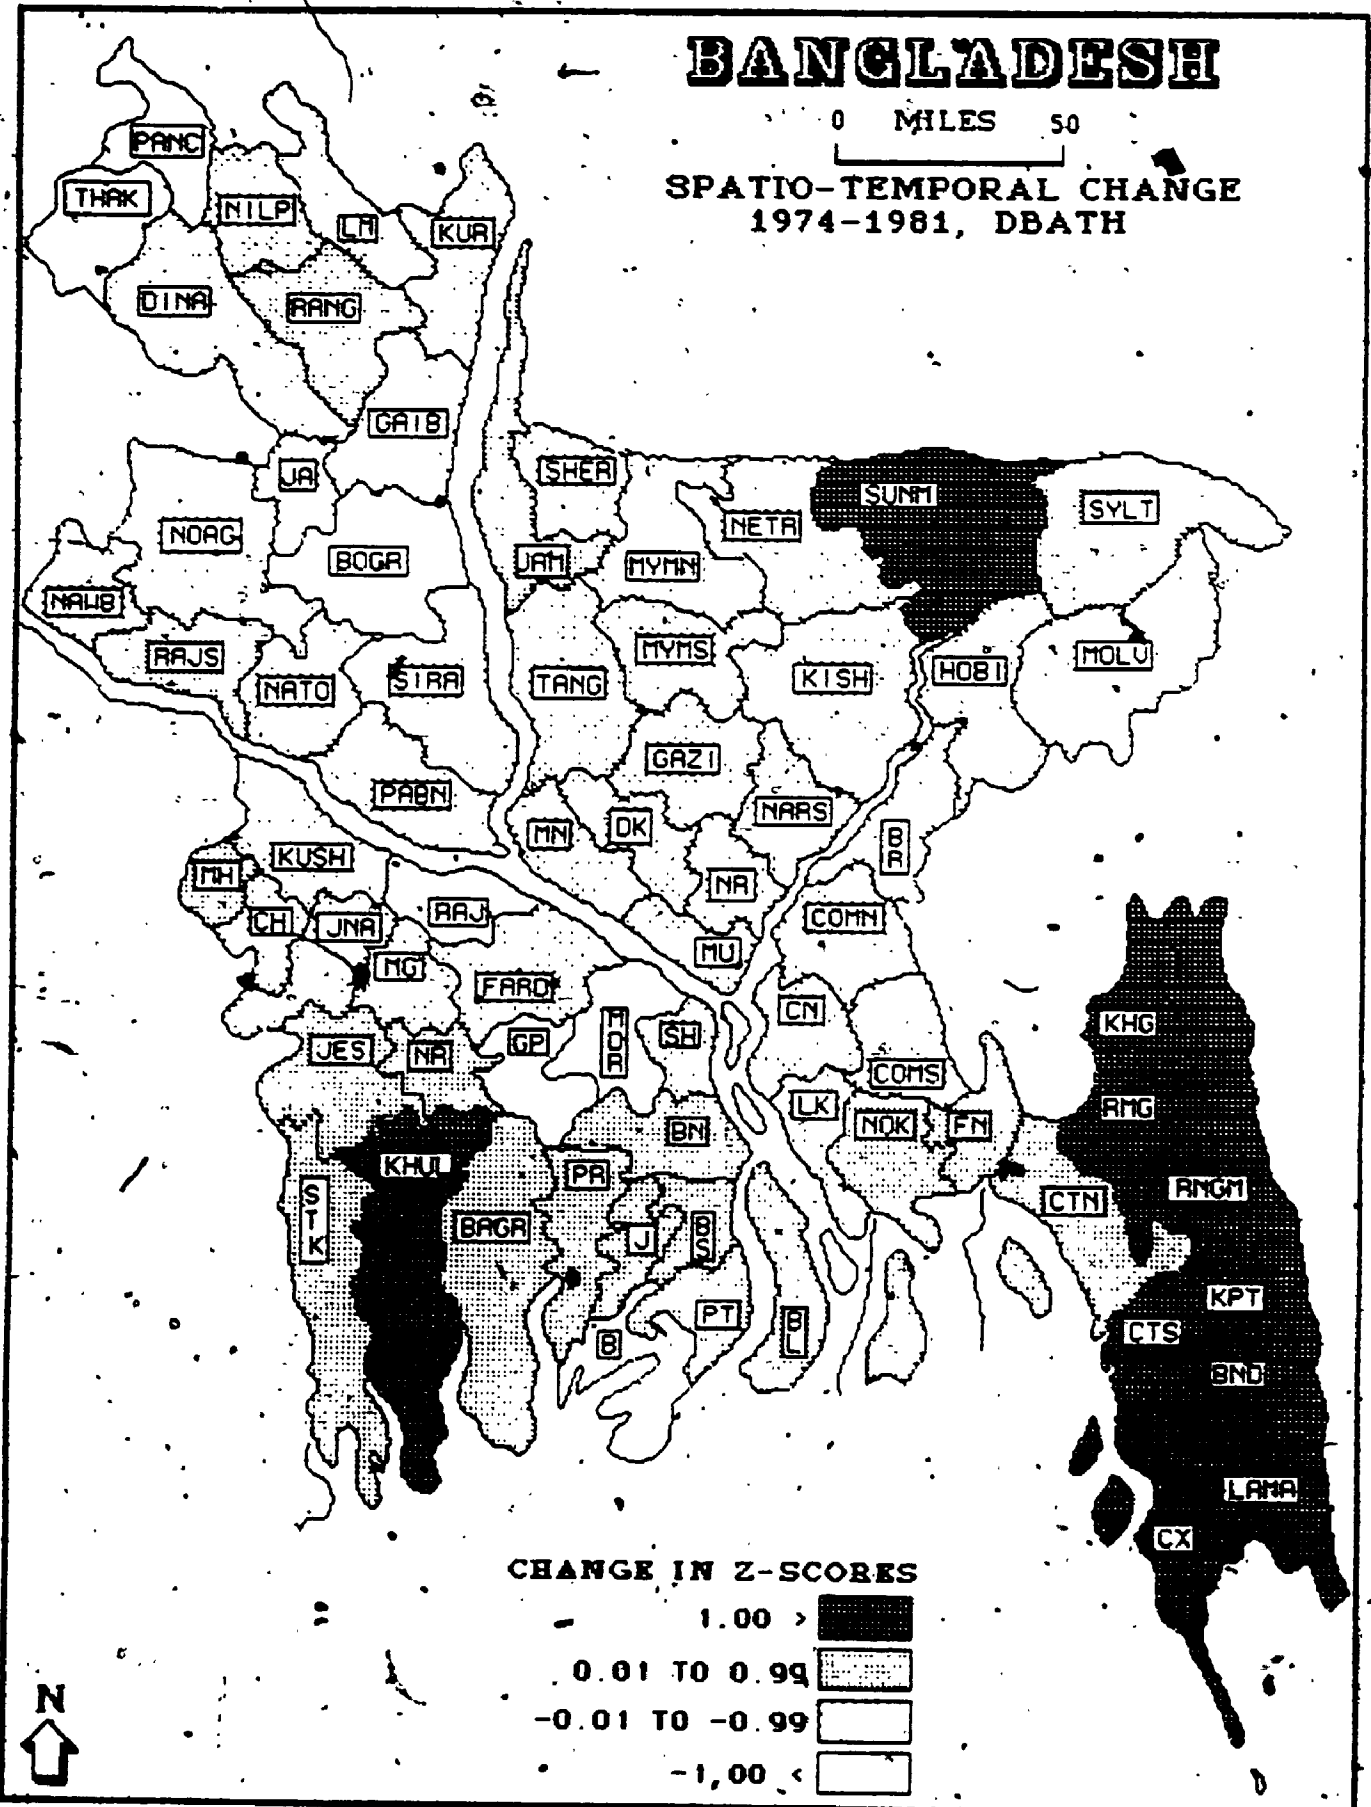 BANGLADESH
0 MILES 50
SPATIO-TEMPORAL CHANGE
1974-1981, DBATH
PANC
THAK
NILP
LM
KUR
DINA
RANG
GAIB
JA
SHER
SUNM
SYLT
NOAG
BOGR
JAM
MYMN
NETR
NAWB
RAJS
NATO
SIRA
TANG
MYMS
KISH
HOBI
MOLV
PABN
GAZI
MN
DK
NARS
BR
KUSH
MH
NR
CH
JNA
RAJ
MU
COMN
MG
FARD
MDR
SH
CN
KHG
JES
NR
GP
COMS
LK
NOK
FN
RMG
BN
KHUL
PR
STK
BAGR
J
BS
CTN
RNGM
PT
BL
B
KPT
CTS
BND
LAMA
CX
CHANGE IN Z-SCORES
1.00 >
0.01 TO 0.99
-0.01 TO -0.99
-1,00 <
N